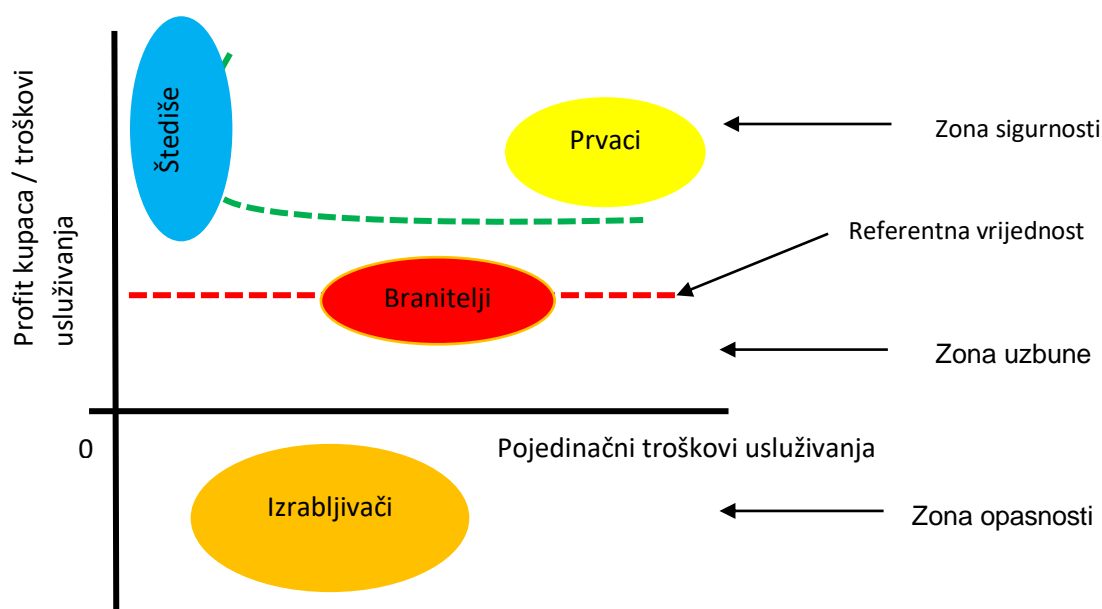 Profit kupaca / troškovi
usluživanja
Štediše
Prvaci
Zona sigurnosti
Referentna vrijednost
Branitelji
Zona uzbune
0
Pojedinačni troškovi usluživanja
Izrabljivači
Zona opasnosti